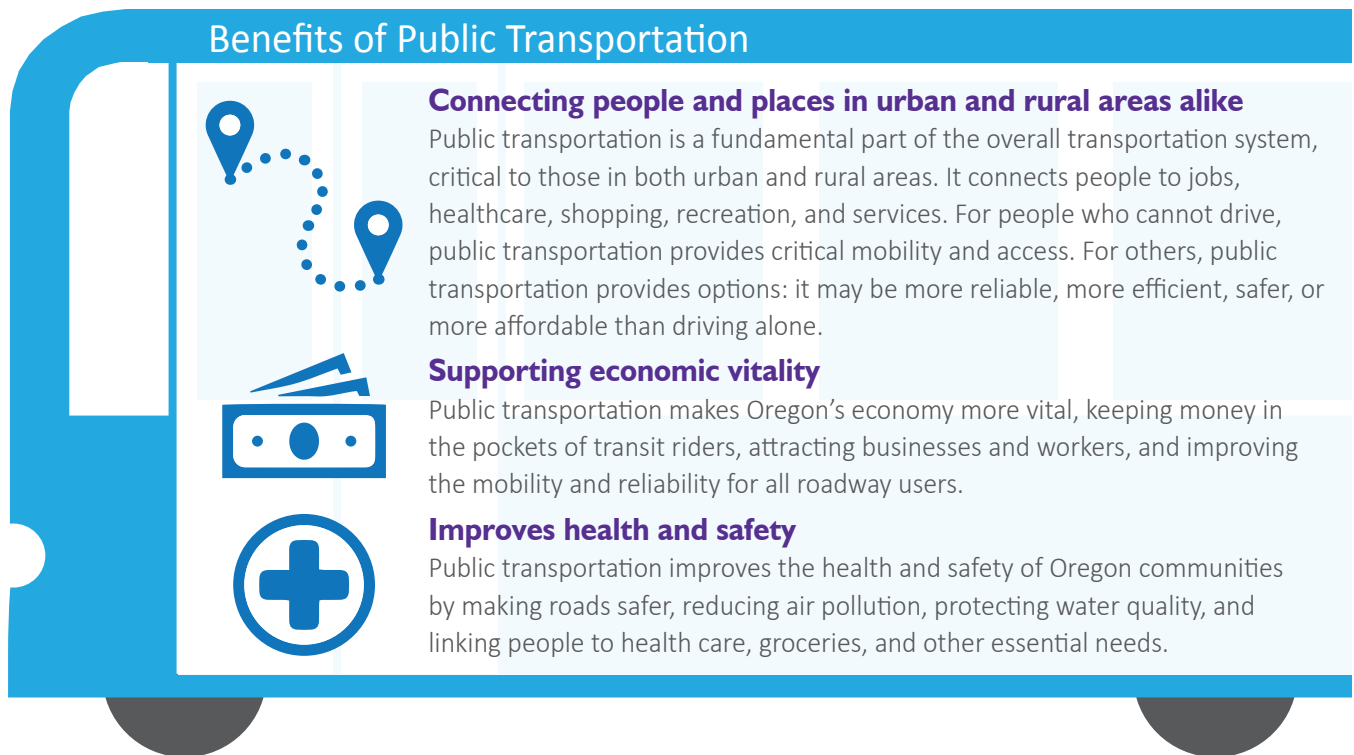 Benefits of Public Transportation
Connecting people and places in urban and rural areas alike
Public transportation is a fundamental part of the overall transportation system,
critical to those in both urban and rural areas. It connects people to jobs,
healthcare, shopping, recreation, and services. For people who cannot drive,
public transportation provides critical mobility and access. For others, public
transportation provides options: it may be more reliable, more efficient, safer, or
more affordable than driving alone.
Supporting economic vitality
Public transportation makes Oregon’s economy more vital, keeping money in
the pockets of transit riders, attracting businesses and workers, and improving
the mobility and reliability for all roadway users.
Improves health and safety
Public transportation improves the health and safety of Oregon communities
by making roads safer, reducing air pollution, protecting water quality, and
linking people to health care, groceries, and other essential needs.